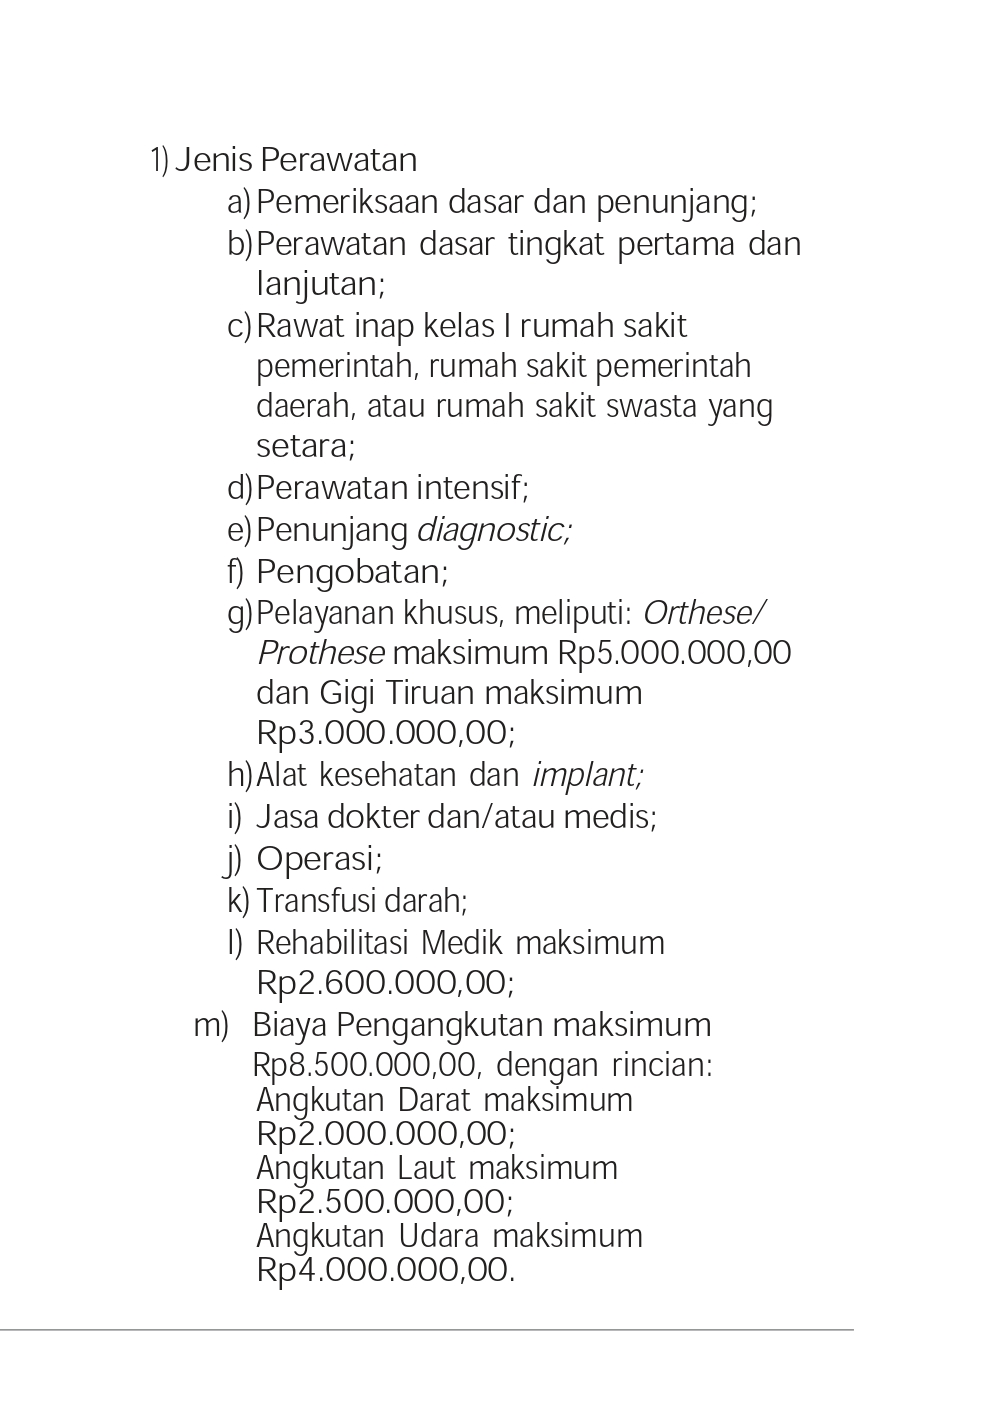 1) Jenis Perawatan
a) Pemeriksaan dasar dan penunjang;
b) Perawatan dasar tingkat pertama dan
lanjutan;
c) Rawat inap kelas I rumah sakit
pemerintah, rumah sakit pemerintah
daerah, atau rumah sakit swasta yang
setara;
d) Perawatan intensif;
e) Penunjang diagnostic;
f) Pengobatan;
g) Pelayanan khusus, meliputi: Orthese/
Prothese maksimum Rp5.000.000,00
dan Gigi Tiruan maksimum
Rp3.000.000,00;
h) Alat kesehatan dan implant;
i) Jasa dokter dan/atau medis;
j) Operasi;
k) Transfusi darah;
l) Rehabilitasi Medik maksimum
Rp2.600.000,00;
m) Biaya Pengangkutan maksimum
Rp8.500.000,00, dengan rincian:
Angkutan Darat maksimum
Rp2.000.000,00;
Angkutan Laut maksimum
Rp2.500.000,00;
Angkutan Udara maksimum
Rp4.000.000,00.